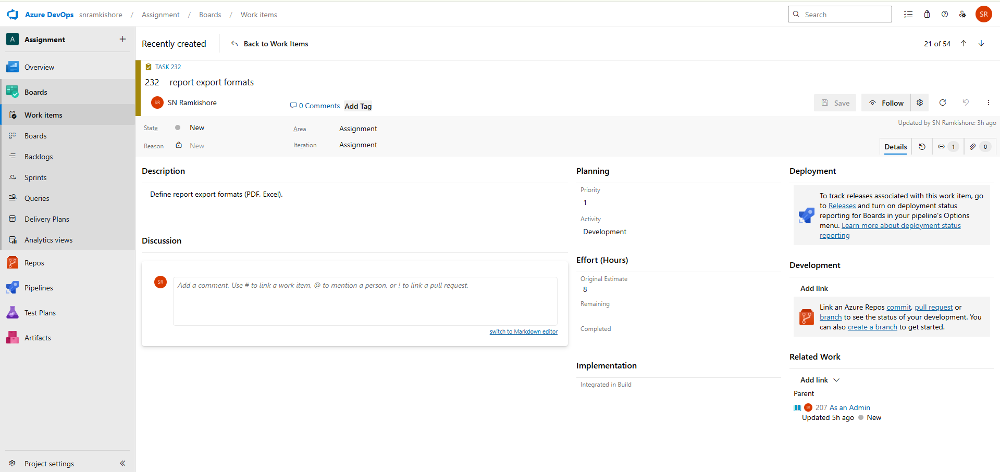 Azure DevOps snramkishore / Assignment / Boards / Work items
Search
SR
A Assignment
Overview
Boards
Work items
Boards
Backlogs
Sprints
Queries
Delivery Plans
Analytics views
Repos
Pipelines
Test Plans
Artifacts
Project settings
Recently created
Back to Work Items
21 of 54
TASK 232
232 report export formats
SR SN Ramkishore
0 Comments
Add Tag
Save
Follow
State New
Area Assignment
Updated by SN Ramkishore: 3h ago
Reason New
Iteration Assignment
Details
1
0
Description
Define report export formats (PDF, Excel).
Discussion
SR
Add a comment. Use # to link a work item, @ to mention a person, or ! to link a pull request.
switch to Markdown editor
Planning
Priority
1
Activity
Development
Effort (Hours)
Original Estimate
8
Remaining
Completed
Implementation
Integrated in Build
Deployment
To track releases associated with this work item, go
to Releases and turn on deployment status
reporting for Boards in your pipeline's Options
menu. Learn more about deployment status
reporting
Development
Add link
Link an Azure Repos commit, pull request or
branch to see the status of your development. You
can also create a branch to get started.
Related Work
Add link
Parent
SR 207 As an Admin
Updated 5h ago New